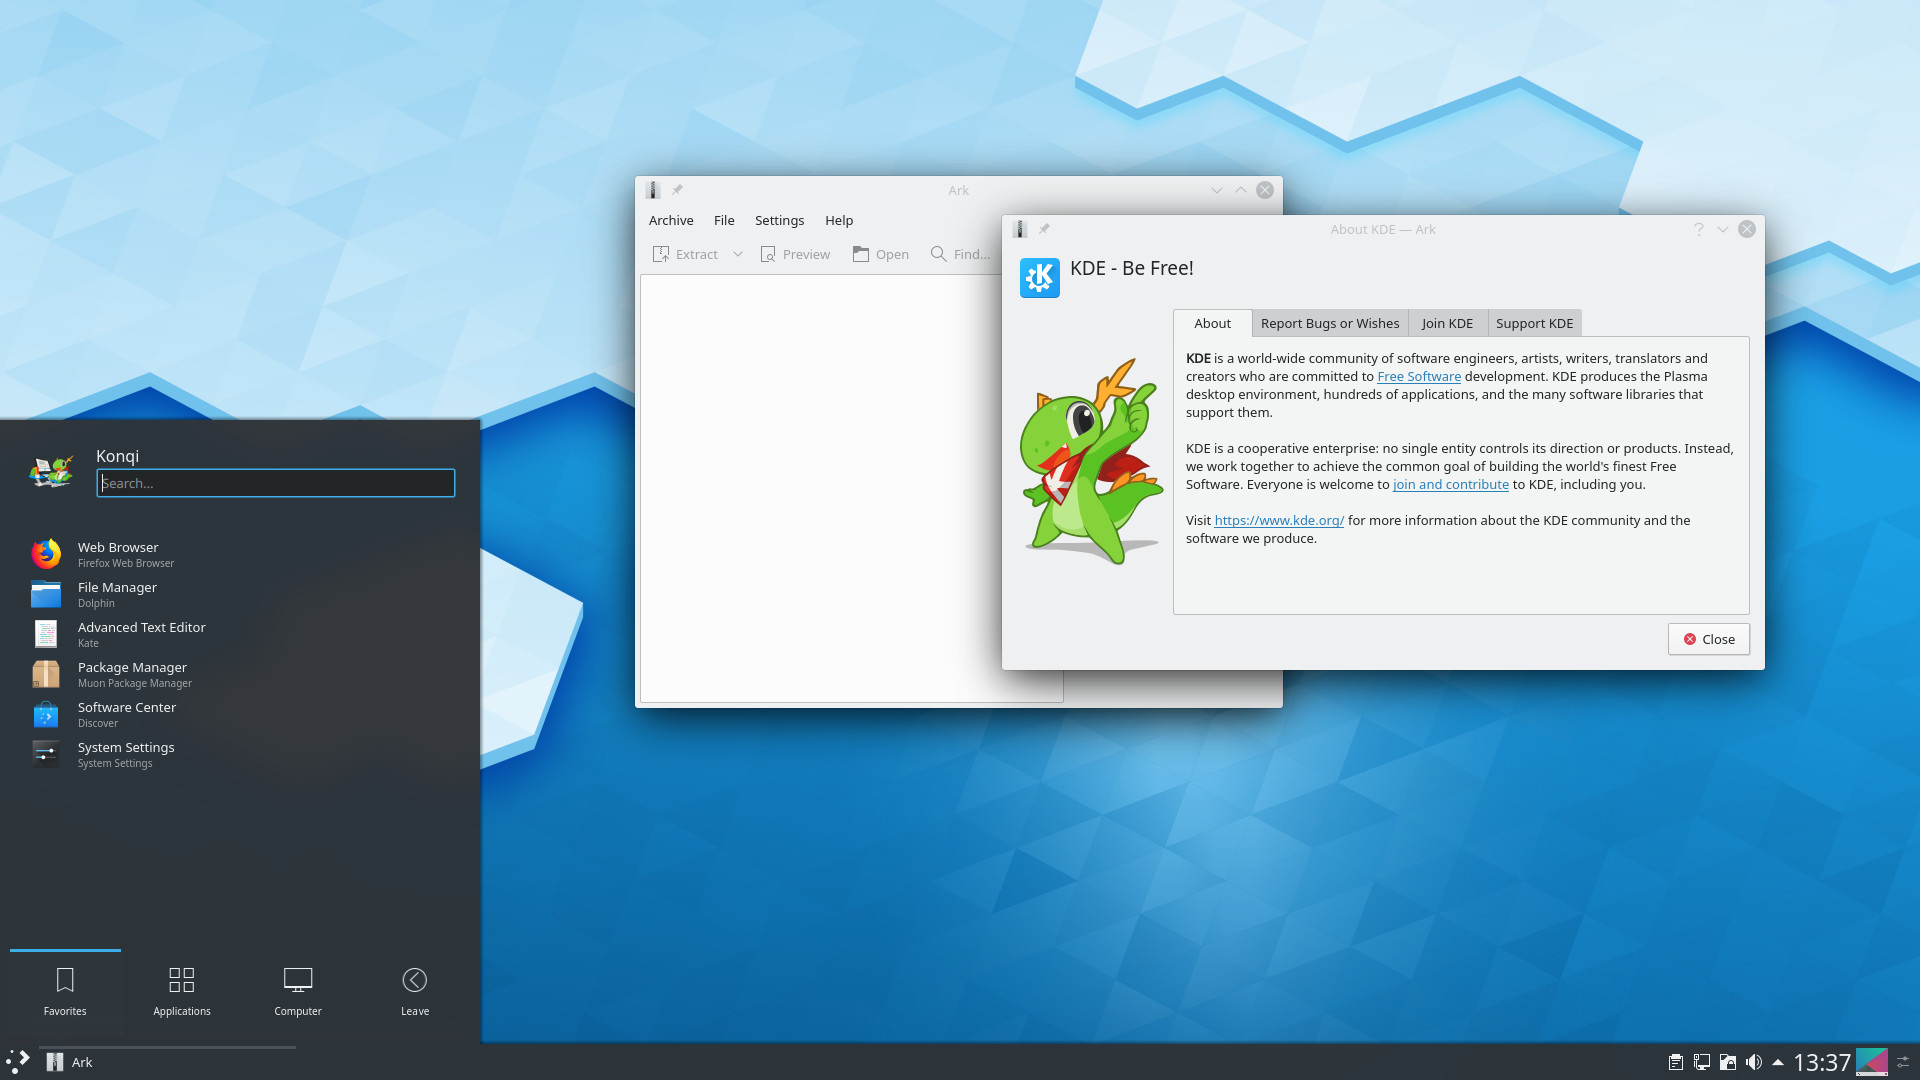 Ark
Archive File Settings Help
Extract Preview Open Find...
About KDE — Ark
KDE - Be Free!
About Report Bugs or Wishes Join KDE Support KDE
KDE is a world-wide community of software engineers, artists, writers, translators and
creators who are committed to Free Software development. KDE produces the Plasma
desktop environment, hundreds of applications, and the many software libraries that
support them.
KDE is a cooperative enterprise: no single entity controls its direction or products. Instead,
we work together to achieve the common goal of building the world's finest Free
Software. Everyone is welcome to join and contribute to KDE, including you.
Visit https://www.kde.org/ for more information about the KDE community and the
software we produce.
Close
Konqi
Search...
Web Browser
Firefox Web Browser
File Manager
Dolphin
Advanced Text Editor
Kate
Package Manager
Muon Package Manager
Software Center
Discover
System Settings
System Settings
Favorites Applications Computer Leave
Ark
13:37